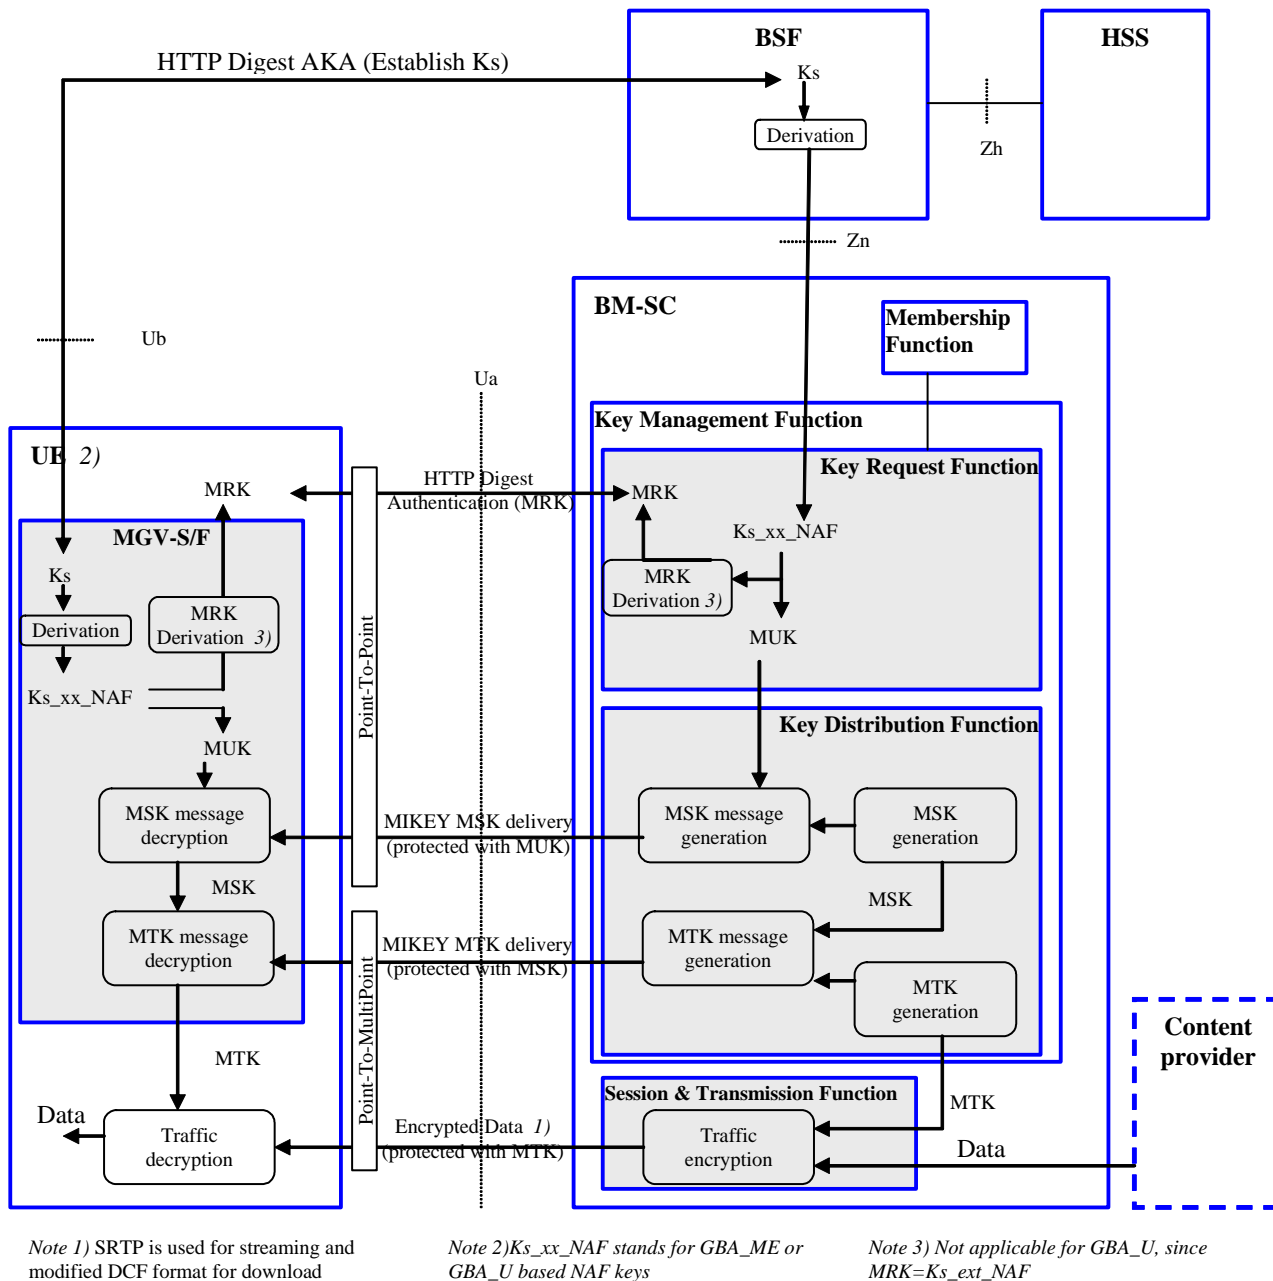 BSF
HSS
HTTP Digest AKA (Establish Ks)
Ks
Derivation
Zh
Zn
BM-SC
Membership
Function
Ub
Ua
Key Management Function
UE 2)
Key Request Function
MRK
HTTP Digest
Authentication (MRK)
MRK
MGV-S/F
Ks_xx_NAF
Ks
MRK
Derivation 3)
MRK
Derivation 3)
Derivation
MUK
Ks_xx_NAF
Point-To-Point
MUK
Key Distribution Function
MSK message
decryption
MIKEY MSK delivery
(protected with MUK)
MSK message
generation
MSK
generation
MSK
MSK
MTK message
decryption
MIKEY MTK delivery
(protected with MSK)
MTK message
generation
MTK
generation
Point-To-MultiPoint
Content
provider
MTK
Session & Transmission Function
MTK
Data
Traffic
decryption
Encrypted Data 1)
(protected with MTK)
Traffic
encryption
Data
Note 1) SRTP is used for streaming and
modified DCF format for download
Note 2)Ks_xx_NAF stands for GBA_ME or
GBA_U based NAF keys
Note 3) Not applicable for GBA_U, since
MRK=Ks_ext_NAF